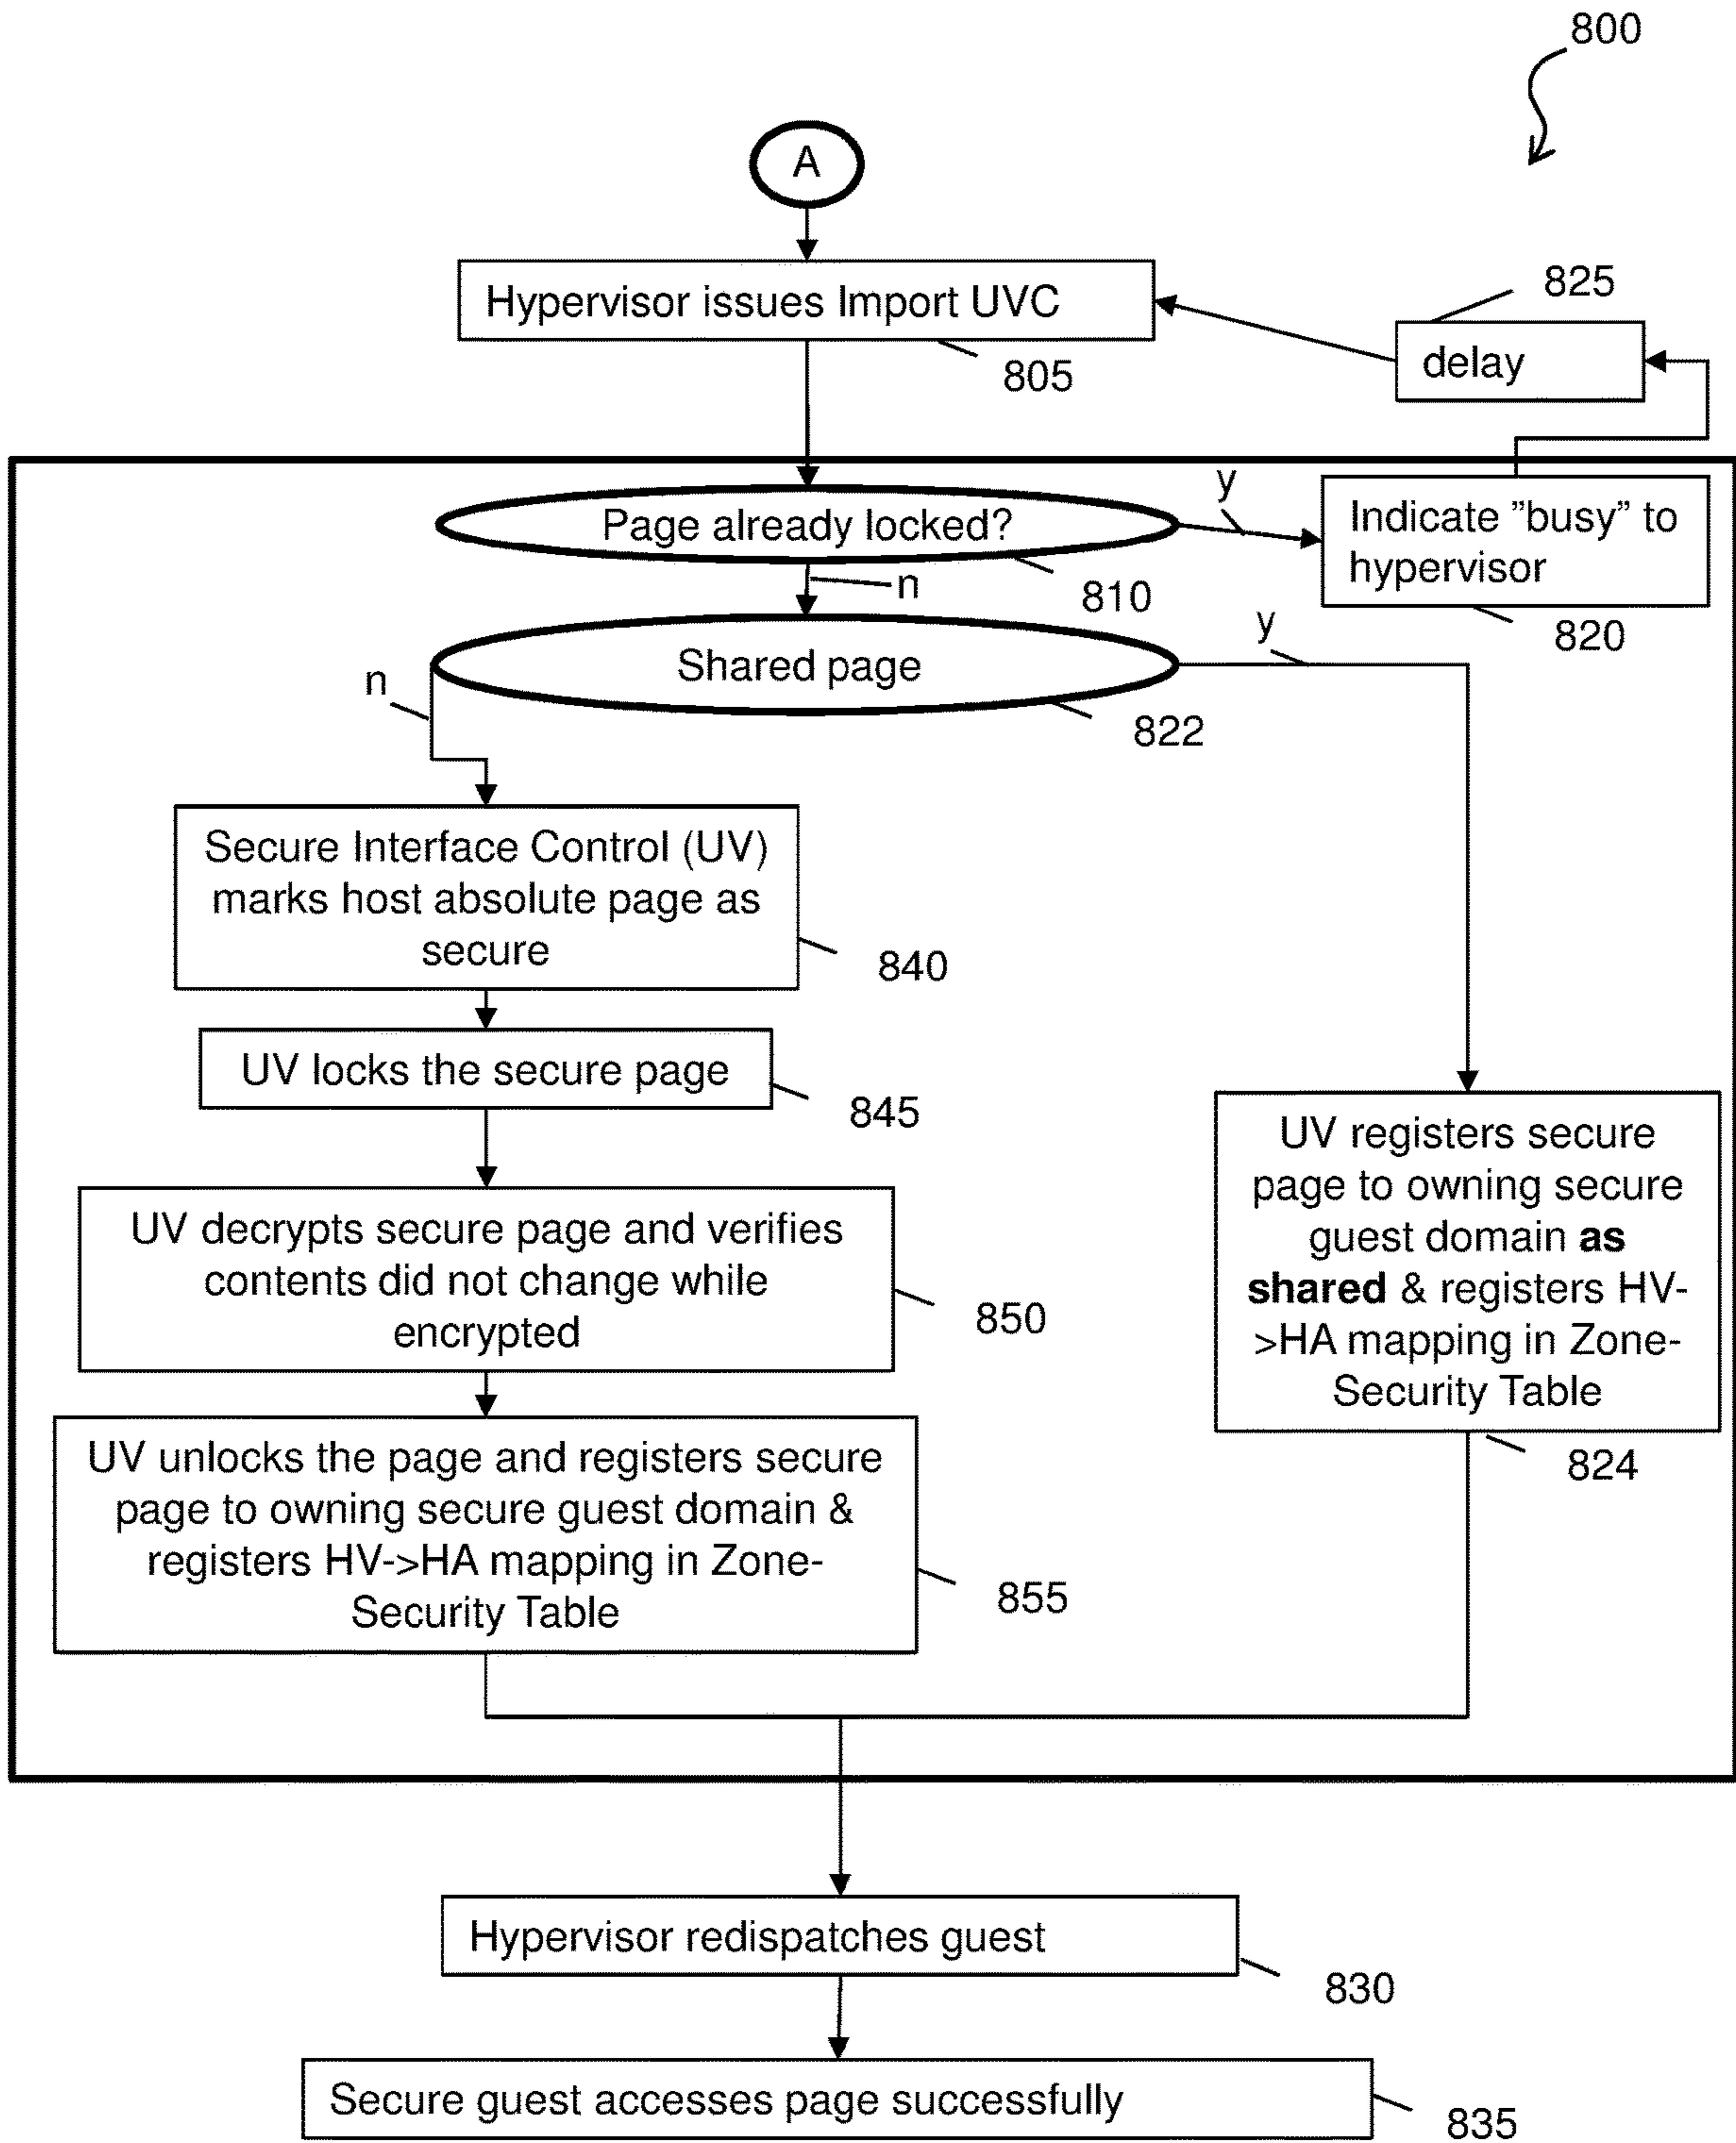 800
A
Hypervisor issues Import UVC
805
825
delay
Page already locked?
810
y
n
Indicate "busy" to
hypervisor
820
Shared page
822
y
n
Secure Interface Control (UV)
marks host absolute page as
secure
840
UV locks the secure page
845
UV decrypts secure page and verifies
contents did not change while
encrypted
850
UV unlocks the page and registers secure
page to owning secure guest domain &
registers HV->HA mapping in Zone-
Security Table
855
UV registers secure
page to owning secure
guest domain as
shared & registers HV-
>HA mapping in Zone-
Security Table
824
Hypervisor redispatches guest
830
Secure guest accesses page successfully
835